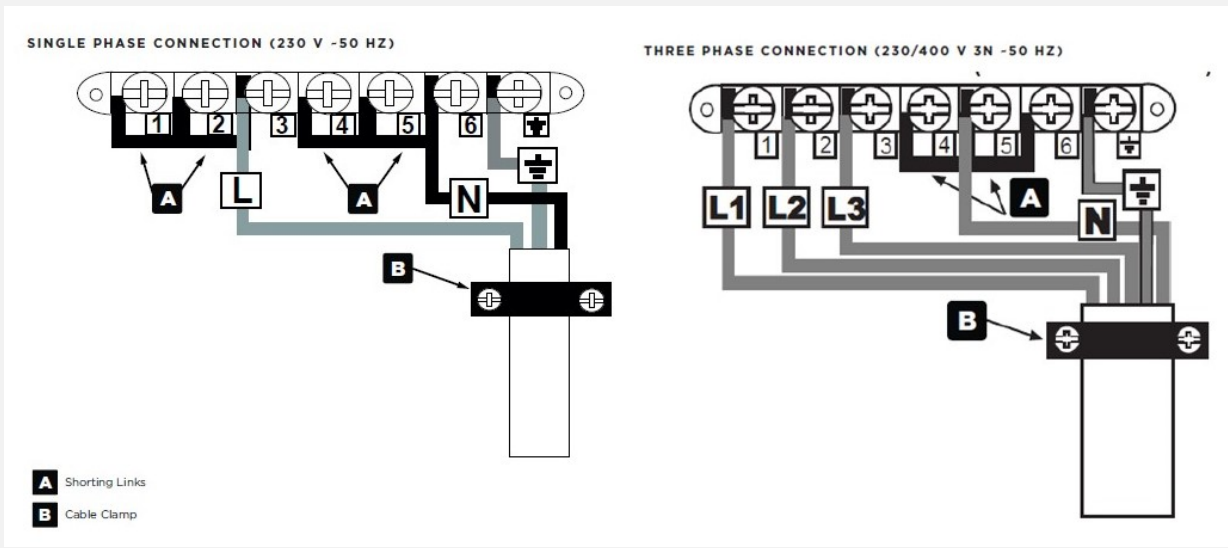 SINGLE PHASE CONNECTION (230 V ~50 HZ)
1 2 3 4 5 6
A A
L N
B
A Shorting Links
B Cable Clamp
THREE PHASE CONNECTION (230/400 V 3N ~50 HZ)
1 2 3 4 5 6
L1 L2 L3 A N
B